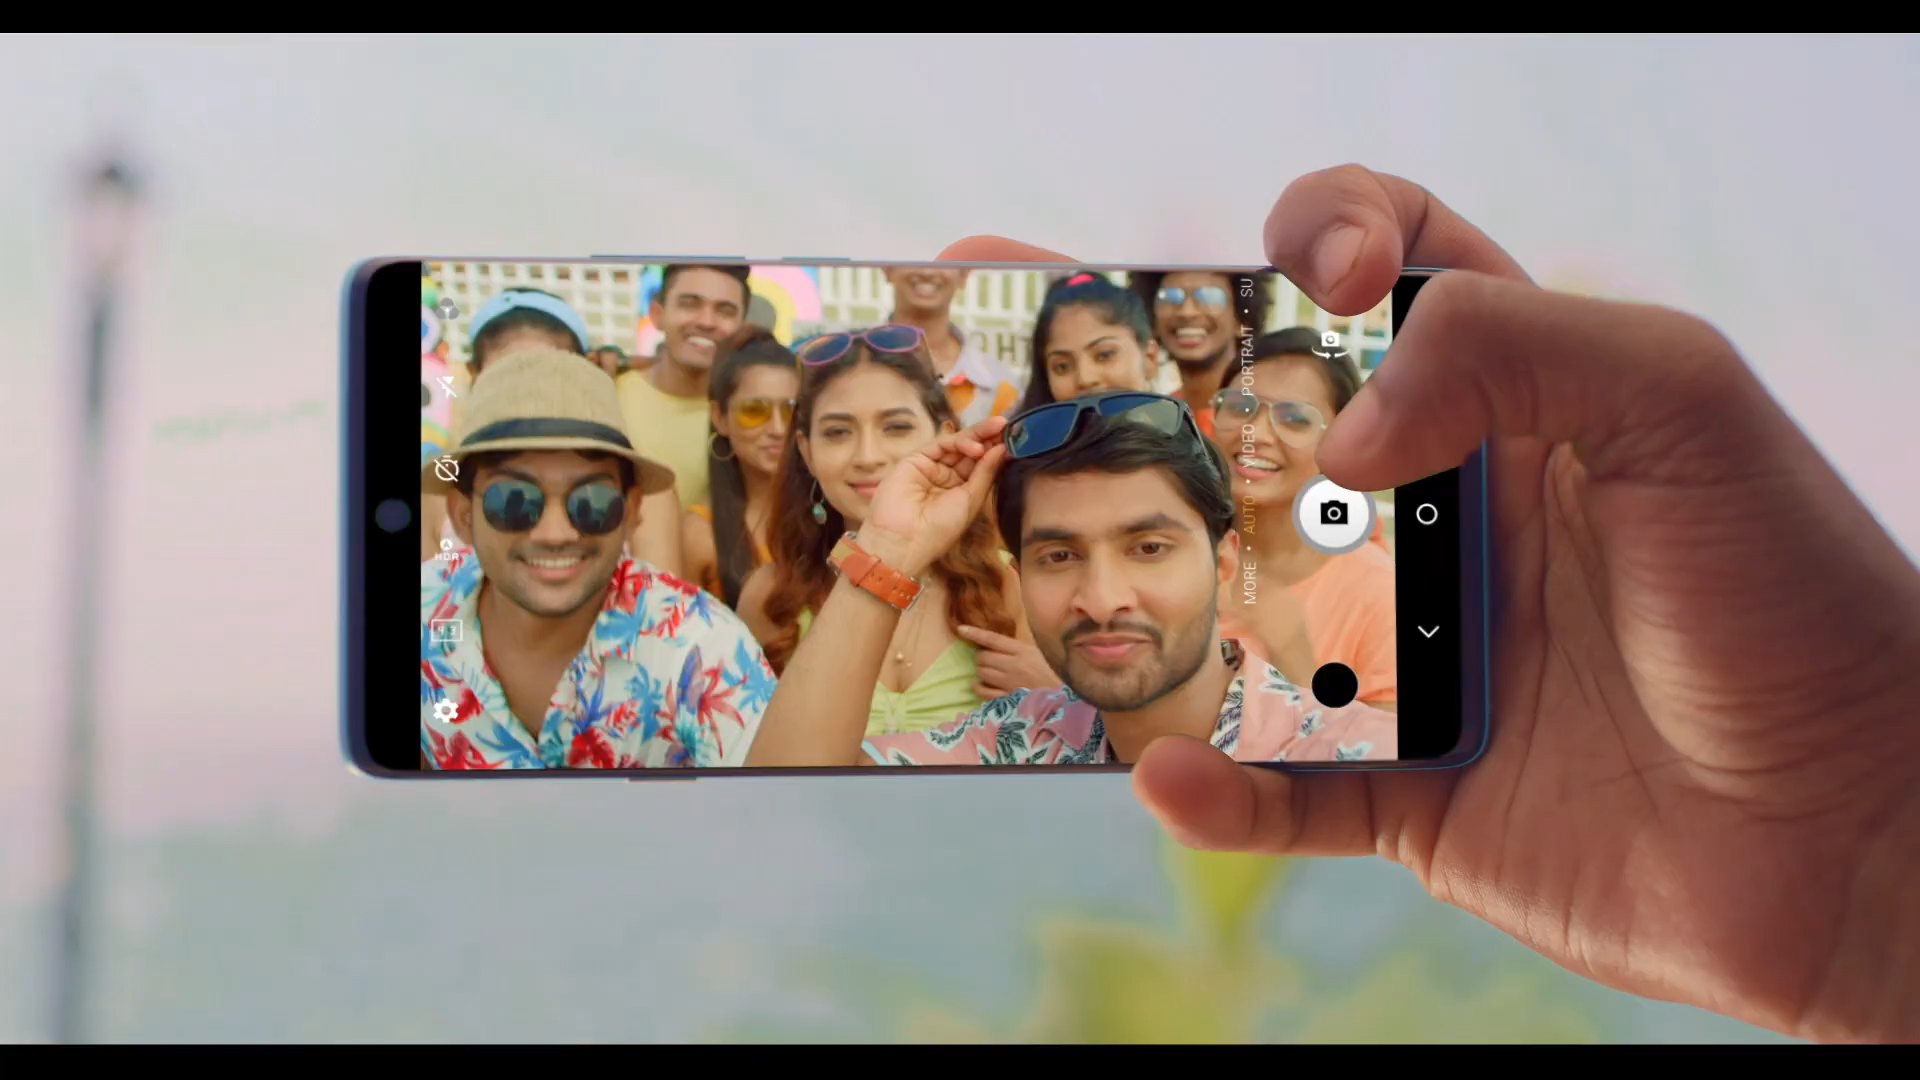 MORE • AUTO • VIDEO • PORTRAIT • SU
HDR